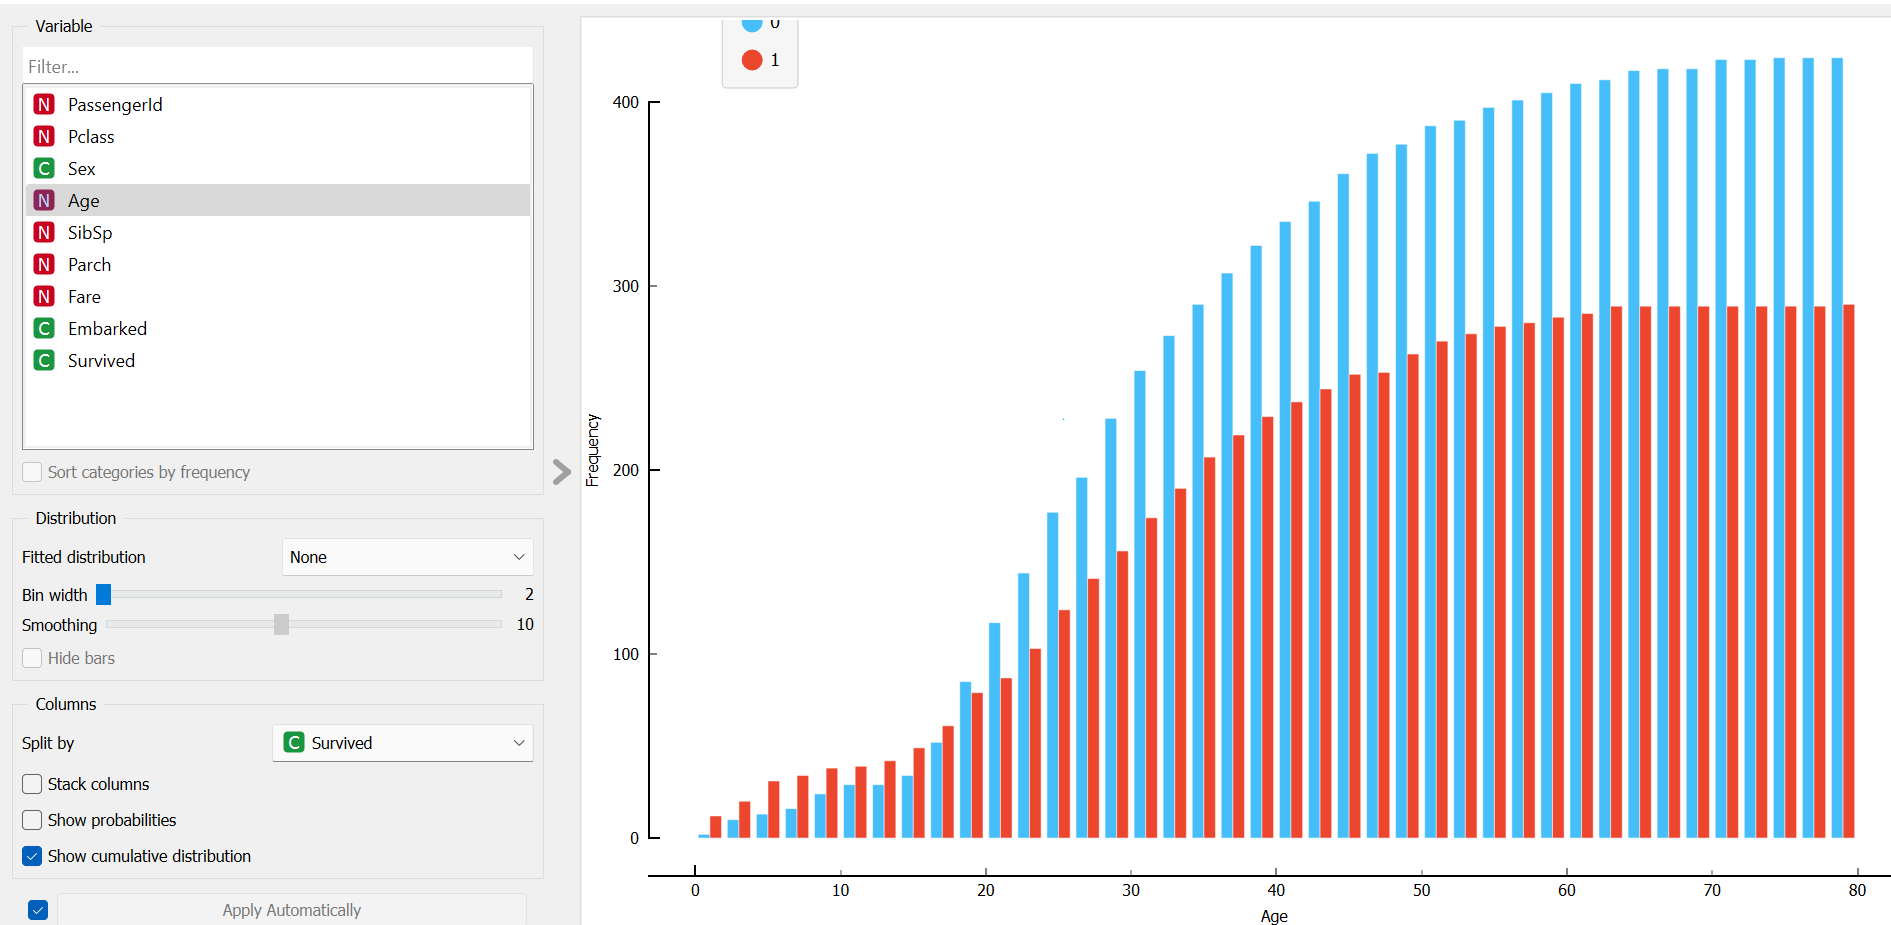 Variable
Filter...
N PassengerId
N Pclass
C Sex
N Age
N SibSp
N Parch
N Fare
C Embarked
C Survived
Sort categories by frequency
Distribution
Fitted distribution None
Bin width 2
Smoothing 10
Hide bars
Columns
Split by C Survived
Stack columns
Show probabilities
Show cumulative distribution
Apply Automatically
0
1
400
300
200
100
0
Frequency
0 10 20 30 40 50 60 70 80
Age